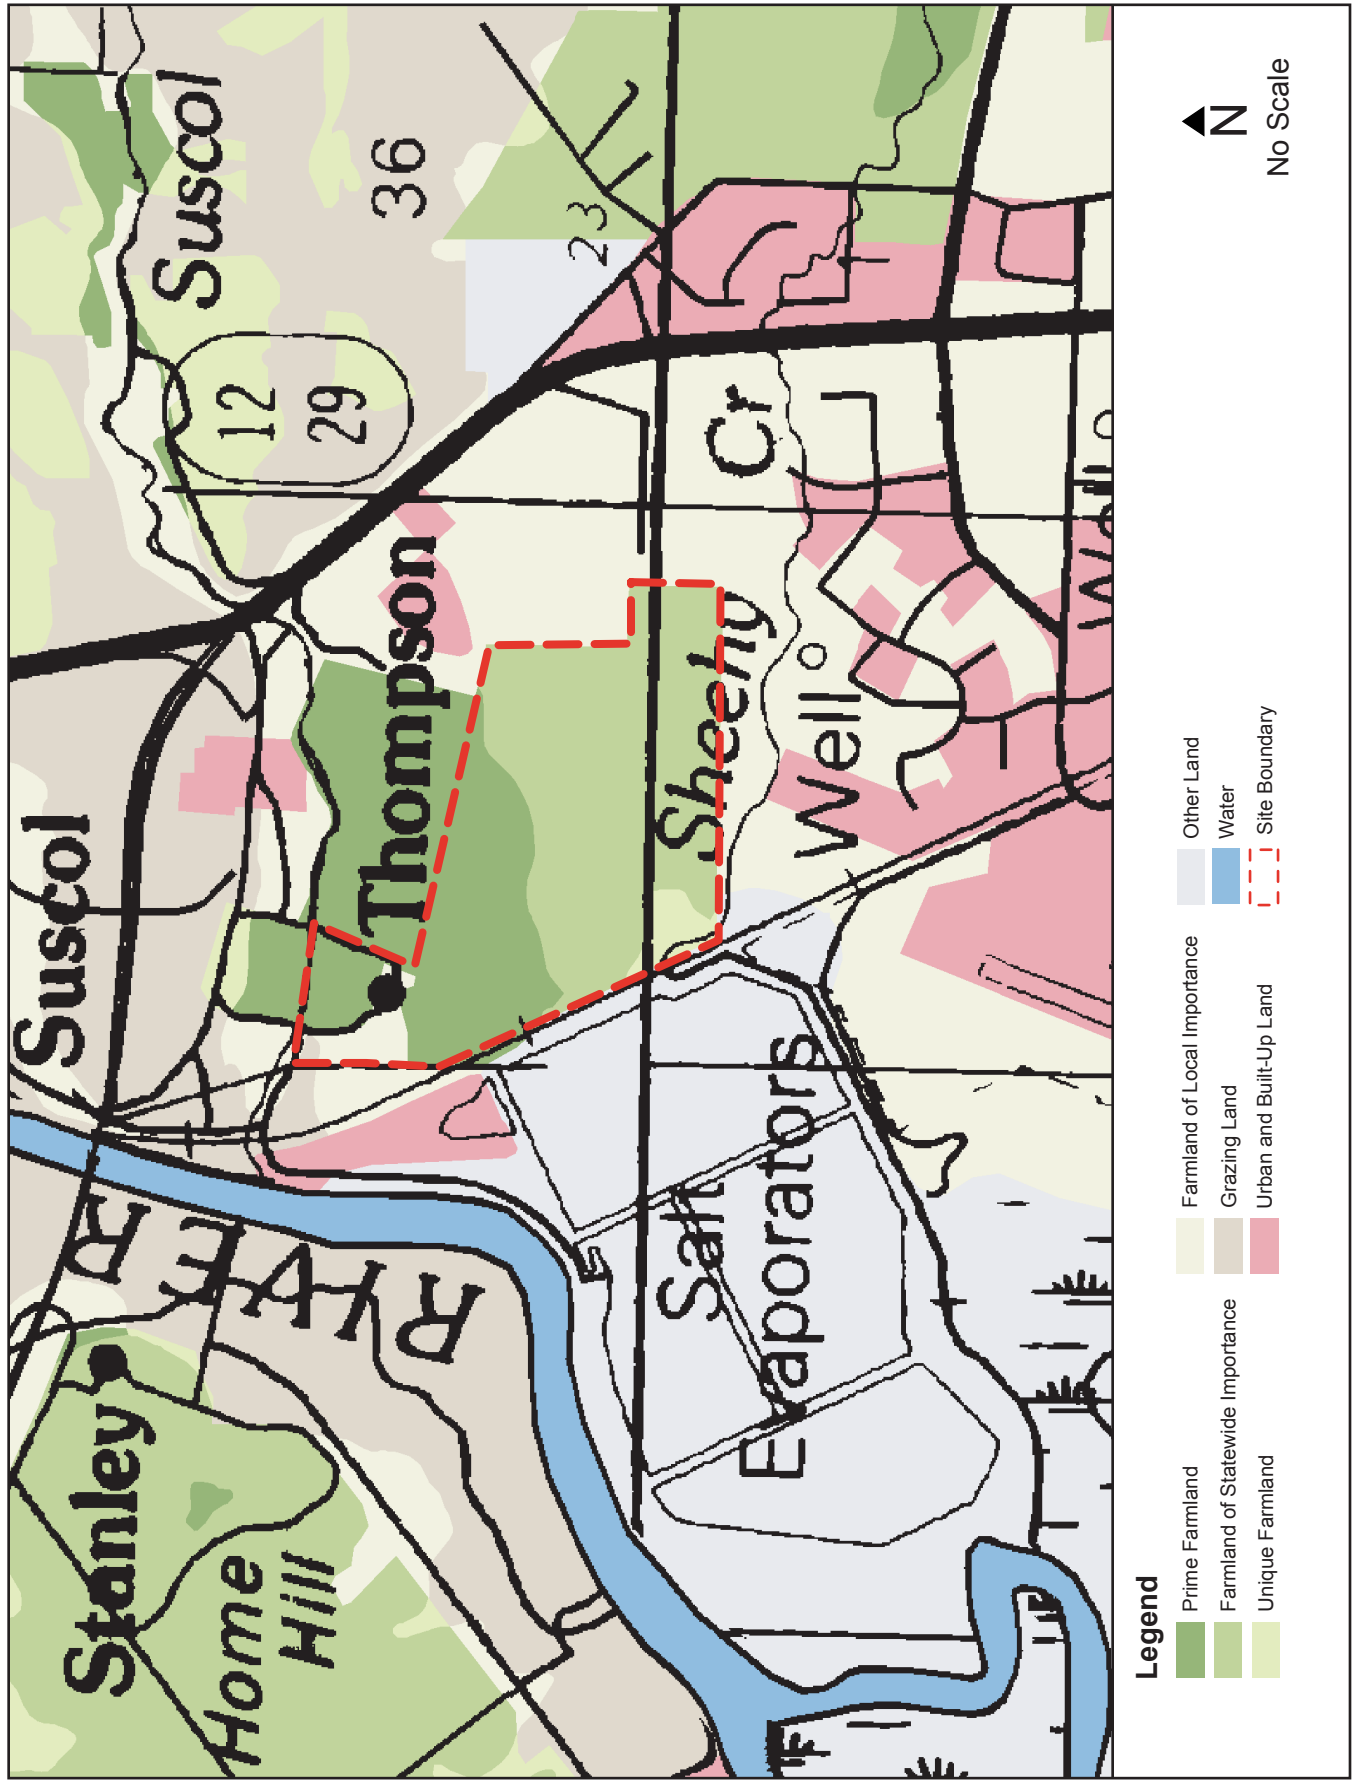 Suscol
Suscol
12
29
36
23
Thompson
Stanley
Home
Hill
RIVER
Sheehy
Cr
Well
Salt
Evaporators
Legend
Prime Farmland
Farmland of Statewide Importance
Unique Farmland
Farmland of Local Importance
Grazing Land
Urban and Built-Up Land
Other Land
Water
Site Boundary
N
No Scale